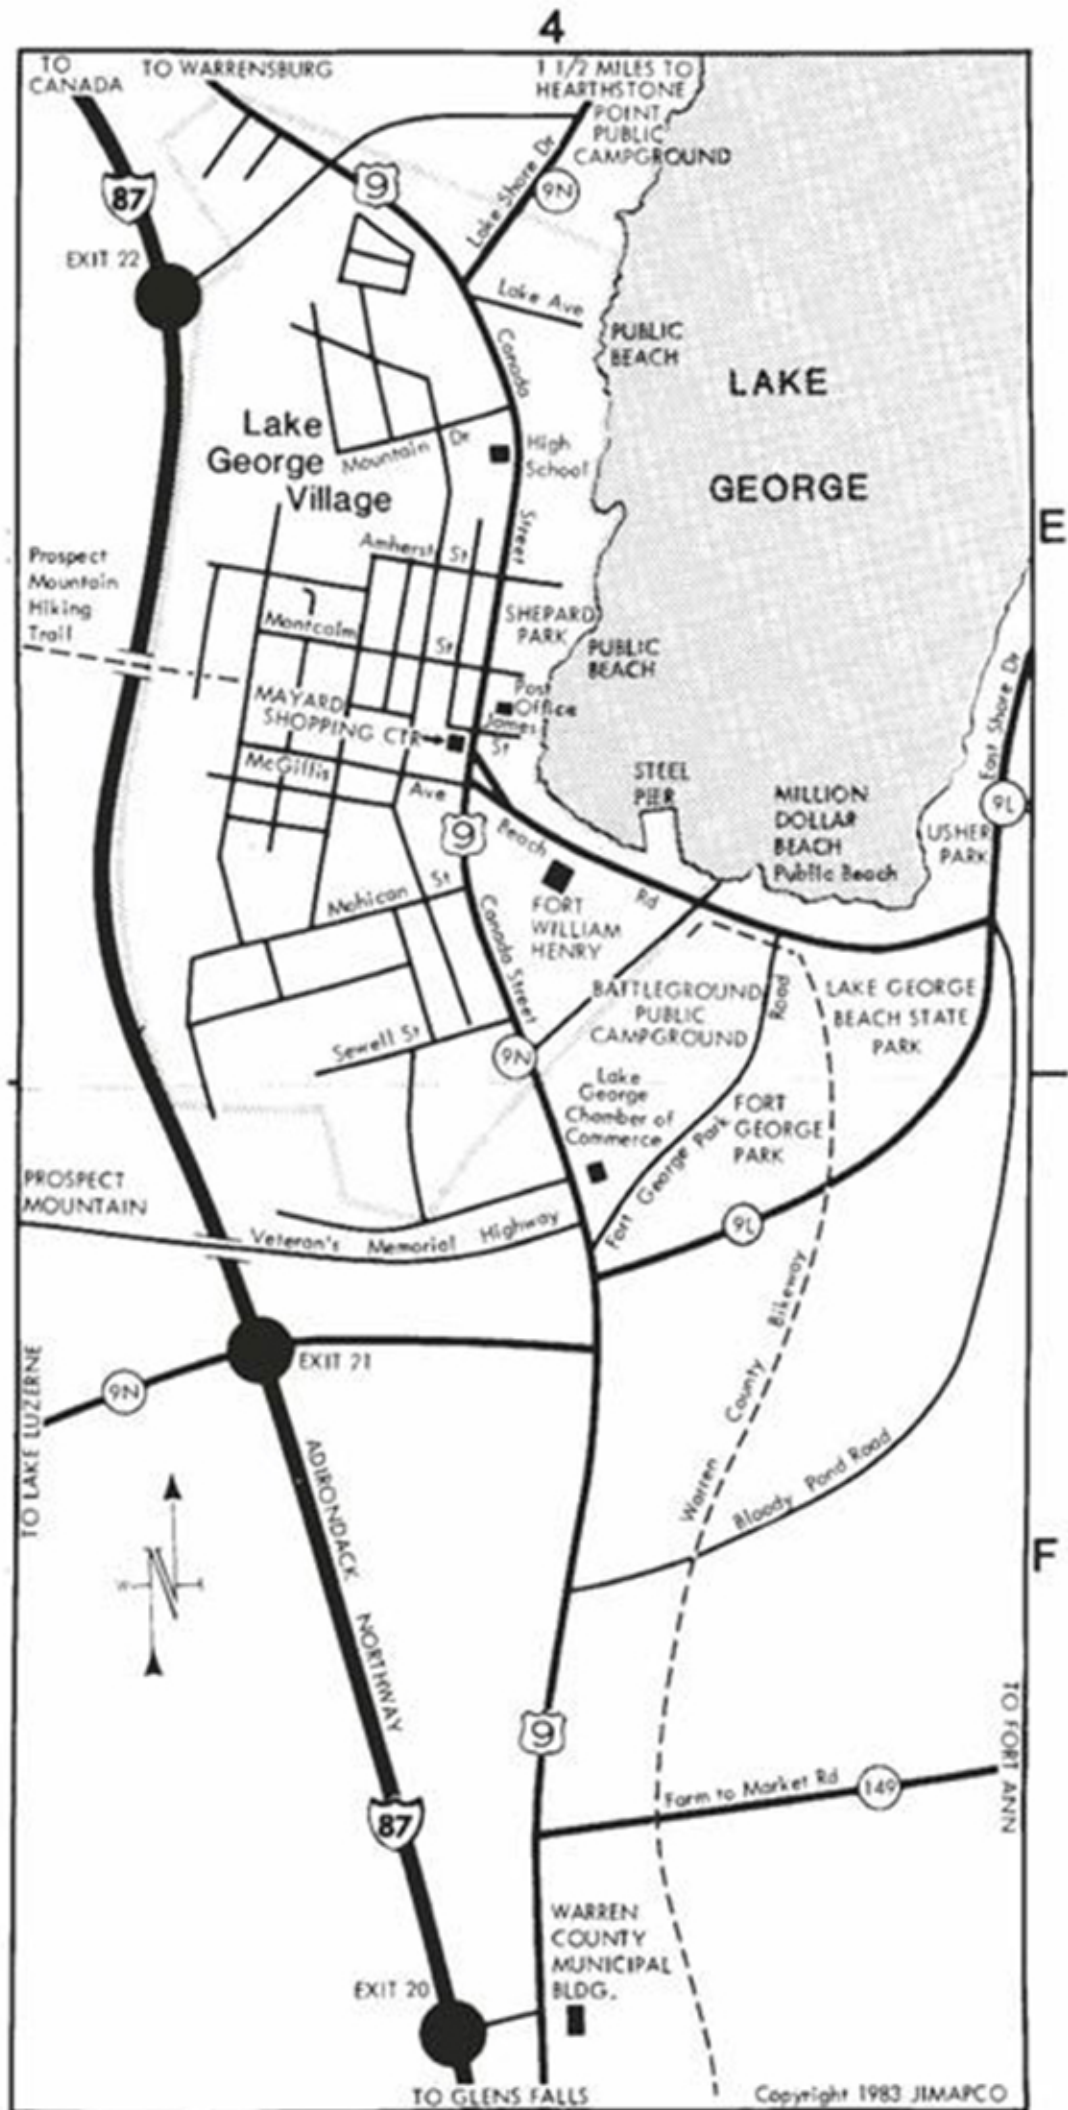 4
TO
CANADA
TO WARRENSBURG
1 1/2 MILES TO
HEARTHSTONE
POINT
PUBLIC
CAMPGROUND
87
9
Lake Shore Dr
9N
EXIT 22
Lake Ave
PUBLIC
BEACH
Canada
Street
LAKE
GEORGE
Lake
George
Village
Mountain Dr
High
School
E
Amherst St
Prospect
Mountain
Hiking
Trail
Montcalm St
SHEPARD
PARK
PUBLIC
BEACH
Post
Office
MAYARD
SHOPPING CTR
James
St
McGillis Ave
East Shore Dr
9L
STEEL
PIER
MILLION
DOLLAR
BEACH
Public Beach
USHER
PARK
9
Beach Rd
Mohican St
FORT
WILLIAM
HENRY
Canada Street
BATTLEGROUND
PUBLIC
CAMPGROUND
LAKE GEORGE
BEACH STATE
PARK
Sewell St
9N
Lake
George
Chamber of
Commerce
Fort George Park Road
FORT
GEORGE
PARK
PROSPECT
MOUNTAIN
Veteran's Memorial Highway
9L
EXIT 21
9N
TO LAKE LUZERNE
Warren County Bikeway
Bloody Pond Road
ADIRONDACK NORTHWAY
W
N
F
9
TO FORT ANN
Farm to Market Rd
149
87
WARREN
COUNTY
MUNICIPAL
BLDG.
EXIT 20
TO GLENS FALLS
Copyright 1983 JIMAPCO